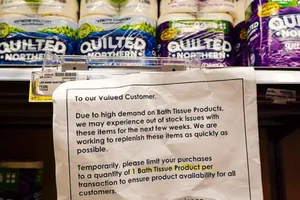 QUILTED
NORTHERN
QUILTED
NORTHERN
QUILTED
NORTHERN
To our Valued Customer,
Due to high demand on Bath Tissue Products,
we may experience out of stock issues with
these items for the next few weeks. We are
working to replenish these items as quickly as
possible.
Temporarily, please limit your purchases
to a quantity of 1 Bath Tissue Product per
transaction to ensure product availability for all
customers.